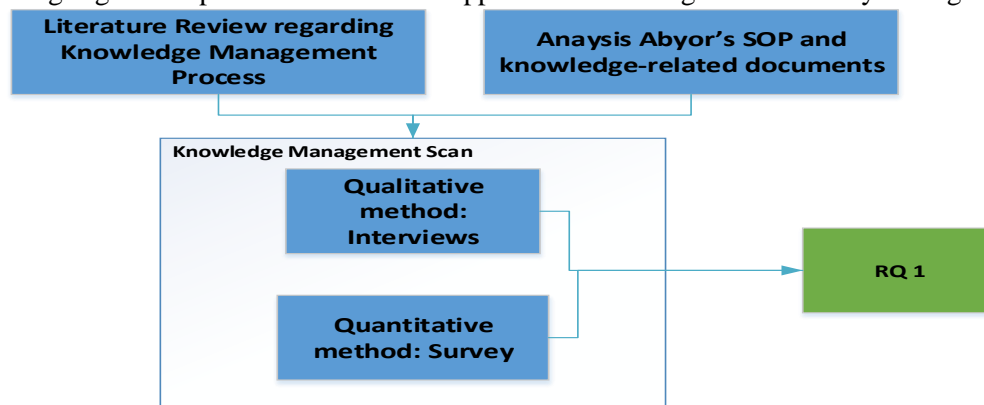 Literature Review regarding
Knowledge Management
Process
Anaysis Abyor's SOP and
knowledge-related documents
Knowledge Management Scan
Qualitative
method:
Interviews
Quantitative
method: Survey
RQ 1